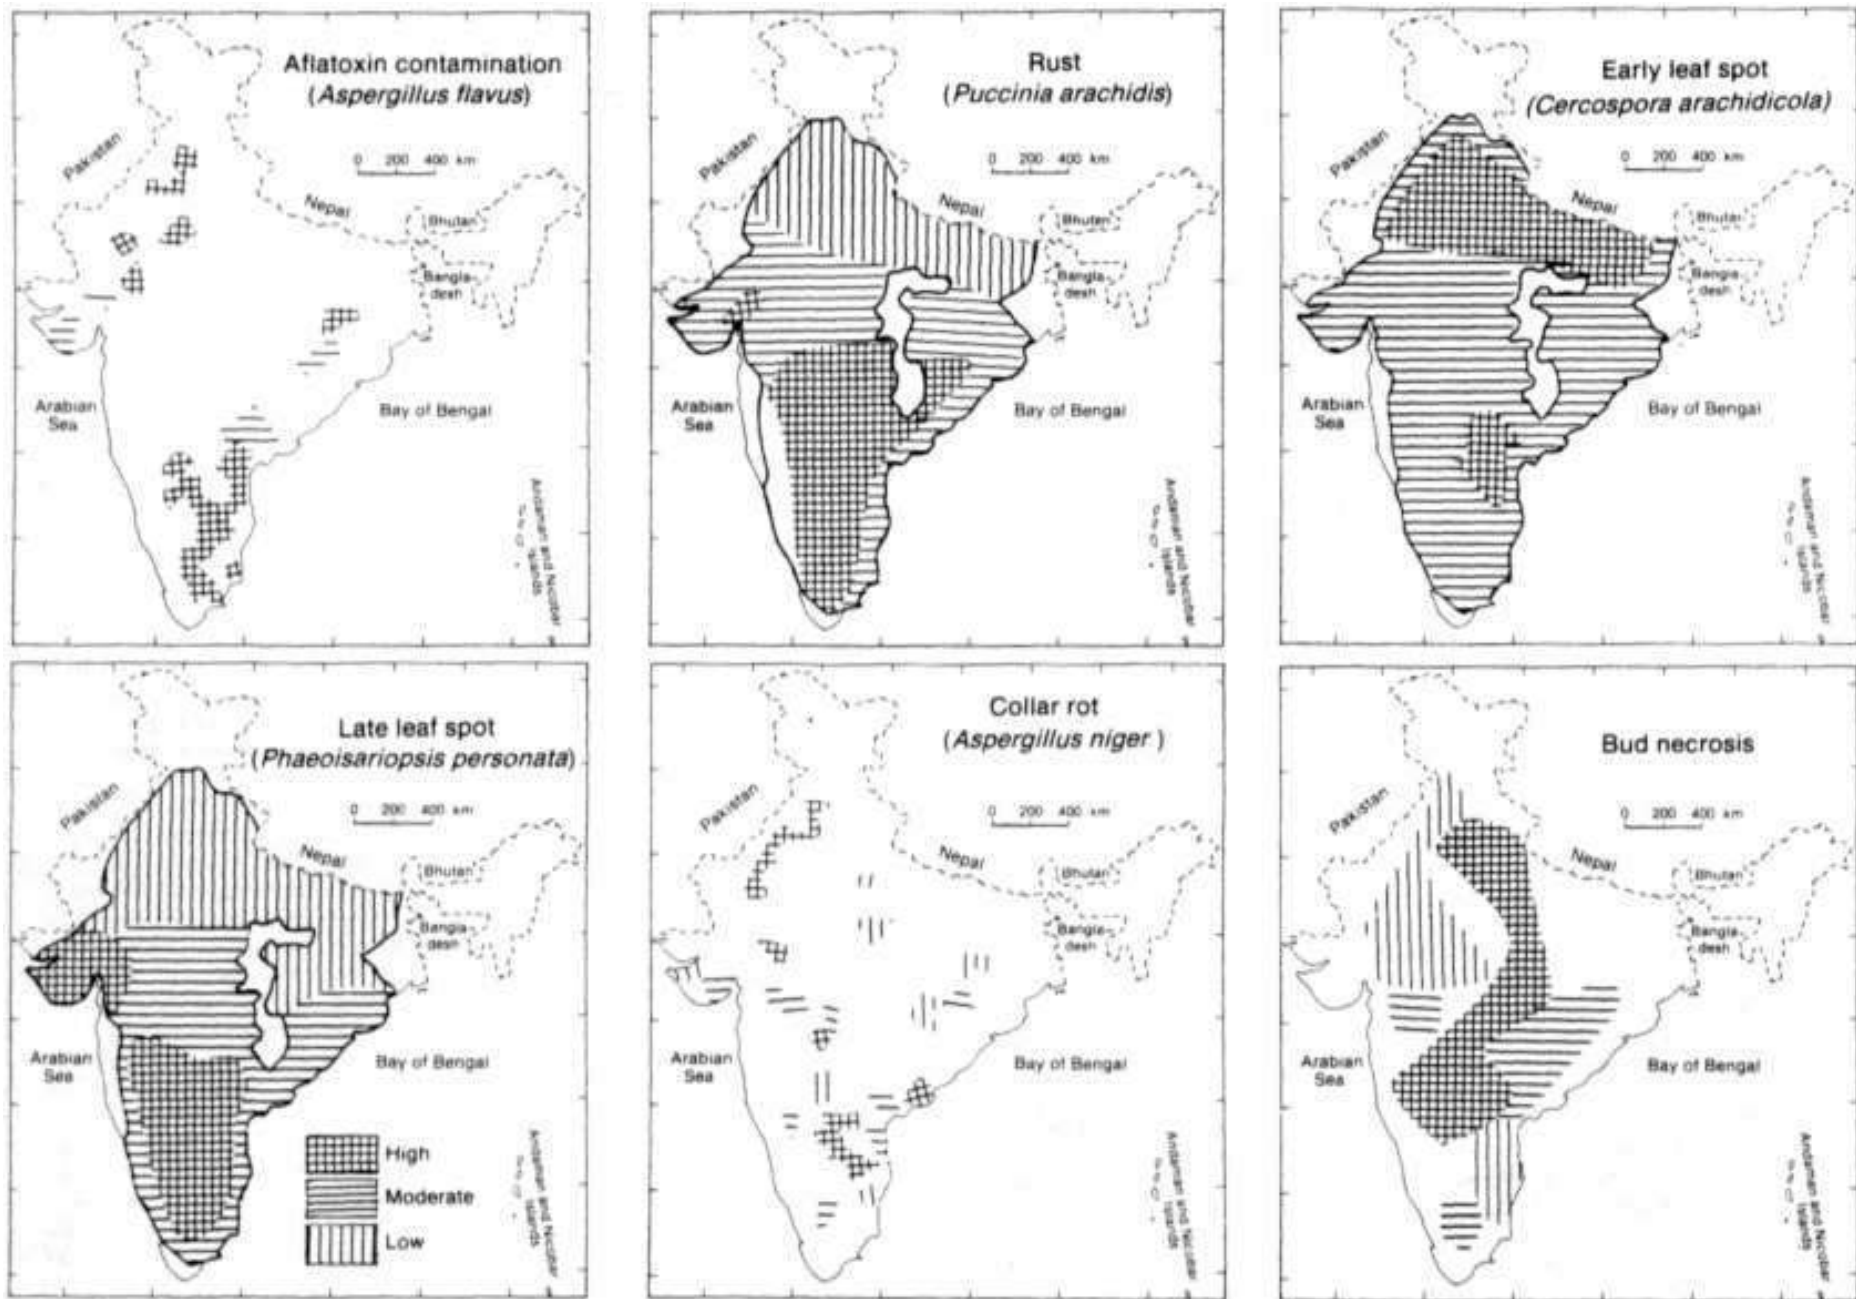 Aflatoxin contamination
(Aspergillus flavus)
Pakistan
0 200 400 km
Nepal
Bhutan
Bangla
desh
Arabian
Sea
Bay of Bengal
Andaman and Nicobar
Islands
Rust
(Puccinia arachidis)
Pakistan
0 200 400 km
Nepal
Bhutan
Bangla
desh
Arabian
Sea
Bay of Bengal
Andaman and Nicobar
Islands
Early leaf spot
(Cercospora arachidicola)
Pakistan
0 200 400 km
Nepal
Bhutan
Bangla
desh
Arabian
Sea
Bay of Bengal
Andaman and Nicobar
Islands
Late leaf spot
(Phaeoisariopsis personata)
Pakistan
0 200 400 km
Nepal
Bhutan
Bangla
desh
Arabian
Sea
Bay of Bengal
High
Moderate
Low
Andaman and Nicobar
Islands
Collar rot
(Aspergillus niger)
Pakistan
0 200 400 km
Nepal
Bhutan
Bangla
desh
Arabian
Sea
Bay of Bengal
Andaman and Nicobar
Islands
Bud necrosis
Pakistan
0 200 400 km
Nepal
Bhutan
Bangla
desh
Arabian
Sea
Bay of Bengal
Andaman and Nicobar
Islands